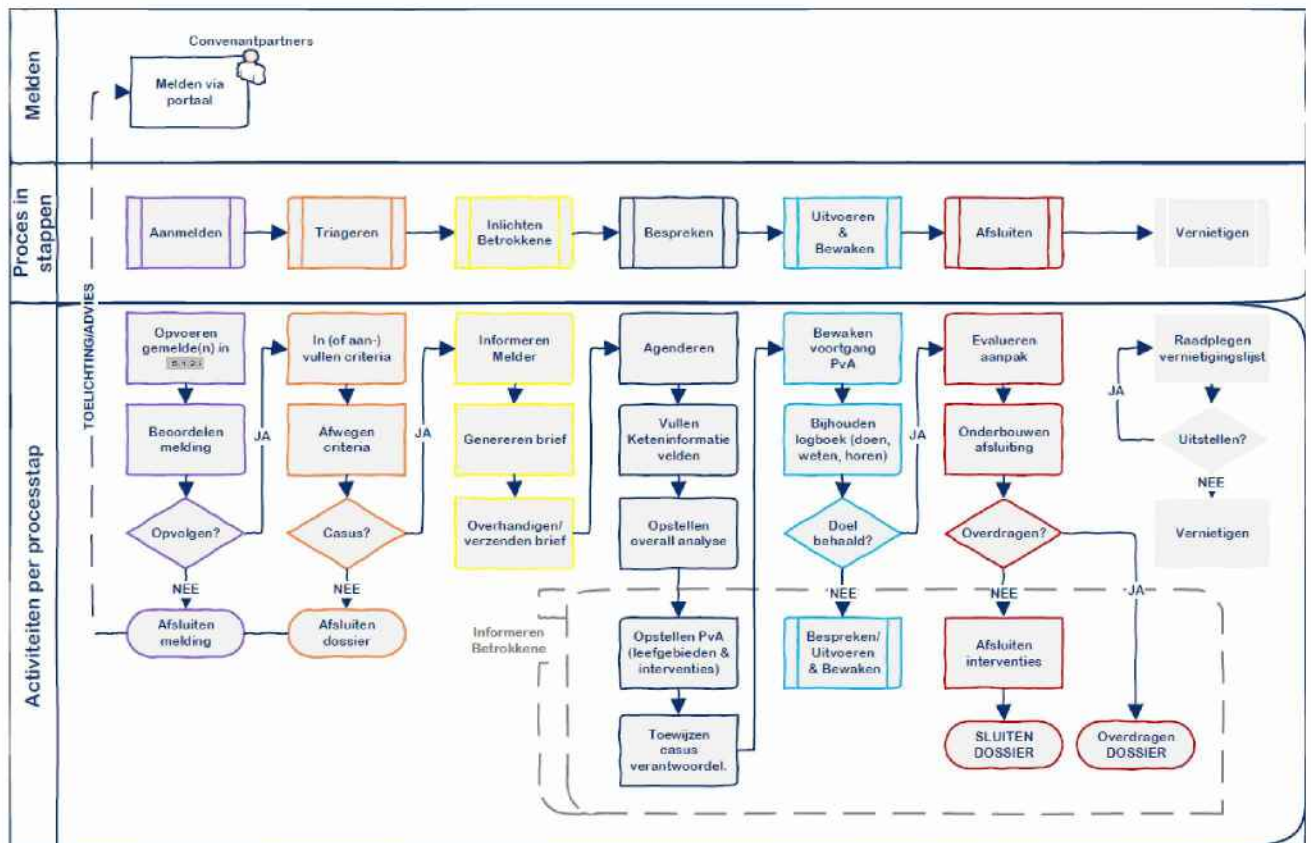 Melden
Convenantpartners
Melden via
portaal
Proces in
stappen
Aanmelden
Triageren
Inlichten
Betrokkene
Bespreken
Uitvoeren
&
Bewaken
Afsluiten
Vernietigen
Activiteiten per processtap
TOELICHTING/ADVIES
Opvoeren
gemelde(n) in
Beoordelen
melding
Opvolgen?
JA
NEE
Afsluiten
melding
In (of aan-)
vullen criteria
Afwegen
criteria
Casus?
JA
NEE
Afsluiten
dossier
Informeren
Melder
Genereren brief
Overhandigen/
verzenden brief
Agenderen
Vullen
Keteninformatie
velden
Opstellen
overall analyse
Informeren
Betrokkene
Opstellen PvA
(leefgebieden &
interventies)
Toewijzen
casus
verantwoordel.
Bewaken
voortgang
PvA
Bijhouden
logboek (doen,
weten, horen)
Doel
behaald?
JA
NEE
Bespreken/
Uitvoeren
& Bewaken
Evalueren
aanpak
Onderbouwen
afsluiting
Overdragen?
NEE
JA
Afsluiten
interventies
SLUITEN
DOSSIER
Overdragen
DOSSIER
Raadplegen
vernietigingslijst
JA
Uitstellen?
NEE
Vernietigen